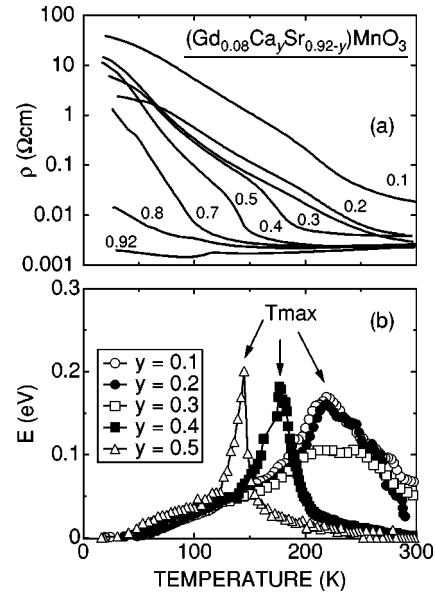 (Gd0.08CaySr0.92-y)MnO3
100
10
1
0.1
0.01
0.001
ρ (Ωcm)
(a)
0.1
0.2
0.3
0.4
0.5
0.7
0.8
0.92
0.3
0.2
0.1
0
E (eV)
Tmax
(b)
y = 0.1
y = 0.2
y = 0.3
y = 0.4
y = 0.5
0
100
200
300
TEMPERATURE (K)